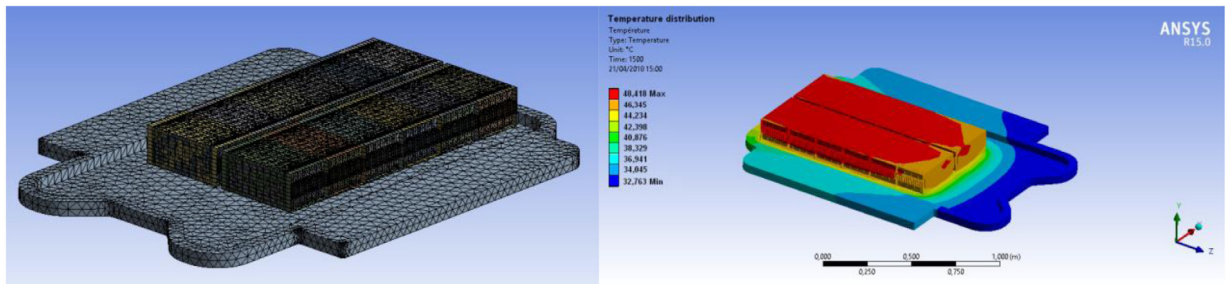 Temperature distribution
Température
Type: Temperature
Unit: °C
Time: 1500
21/04/2019 15:00
48,418 Max
46,345
44,234
42,398
40,876
38,329
36,941
34,045
32,763 Min
ANSYS
R15.0
Y
X
Z
0,000
0,500
1,000 (m)
0,250
0,750